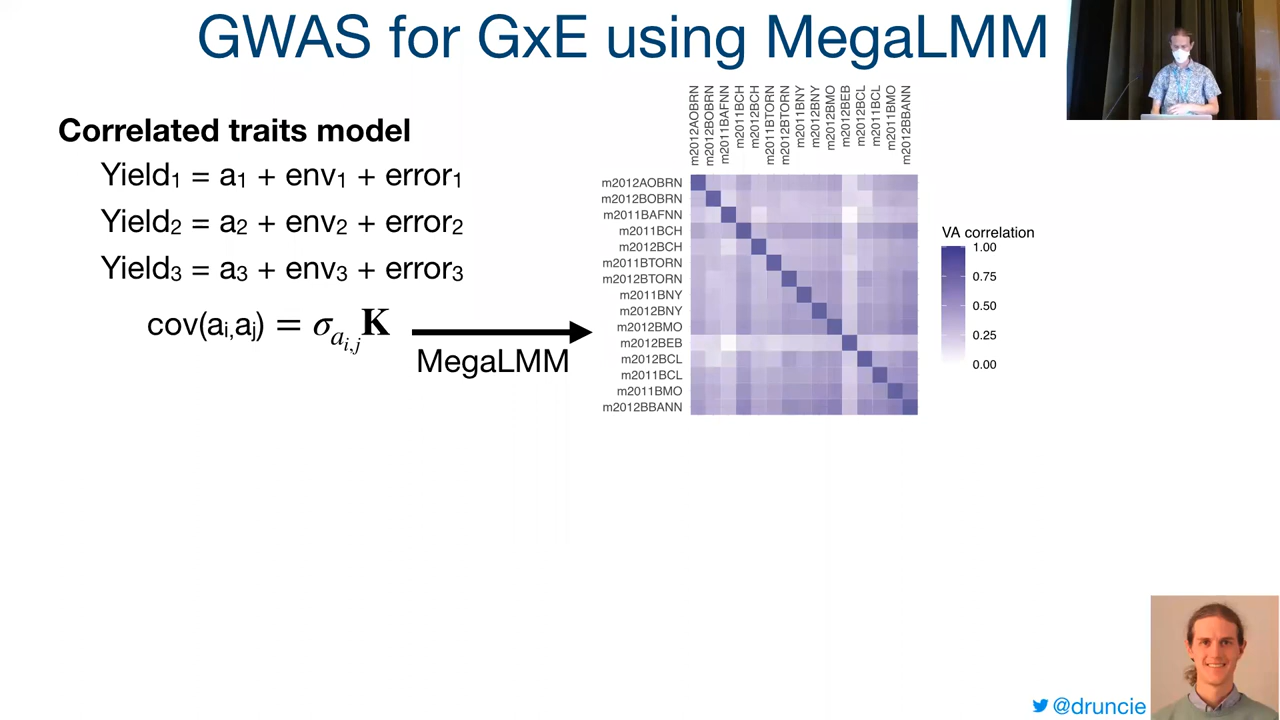 GWAS for GxE using MegaLMM
Correlated traits model
Yield₁ = a₁ + env₁ + error₁
Yield₂ = a₂ + env₂ + error₂
Yield₃ = a₃ + env₃ + error₃
cov(aᵢ,aⱼ) = σₐᵢ,ⱼ K
MegaLMM
m2012AOBRN
m2012BOBRN
m2011BAFNN
m2011BCH
m2012BCH
m2011BTORN
m2012BTORN
m2011BNY
m2012BNY
m2012BMO
m2012BEB
m2012BCL
m2011BCL
m2011BMO
m2012BBANN
m2012AOBRN
m2012BOBRN
m2011BAFNN
m2011BCH
m2012BCH
m2011BTORN
m2012BTORN
m2011BNY
m2012BNY
m2012BMO
m2012BEB
m2012BCL
m2011BCL
m2011BMO
m2012BBANN
VA correlation
1.00
0.75
0.50
0.25
0.00
@druncie